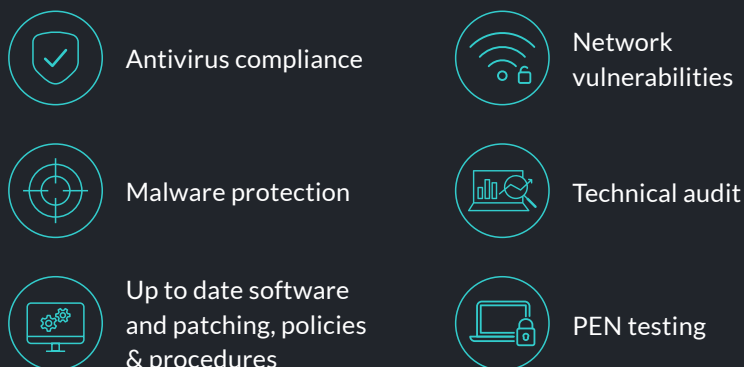 Antivirus compliance
Network
vulnerabilities
Malware protection
Technical audit
Up to date software
and patching, policies
& procedures
PEN testing